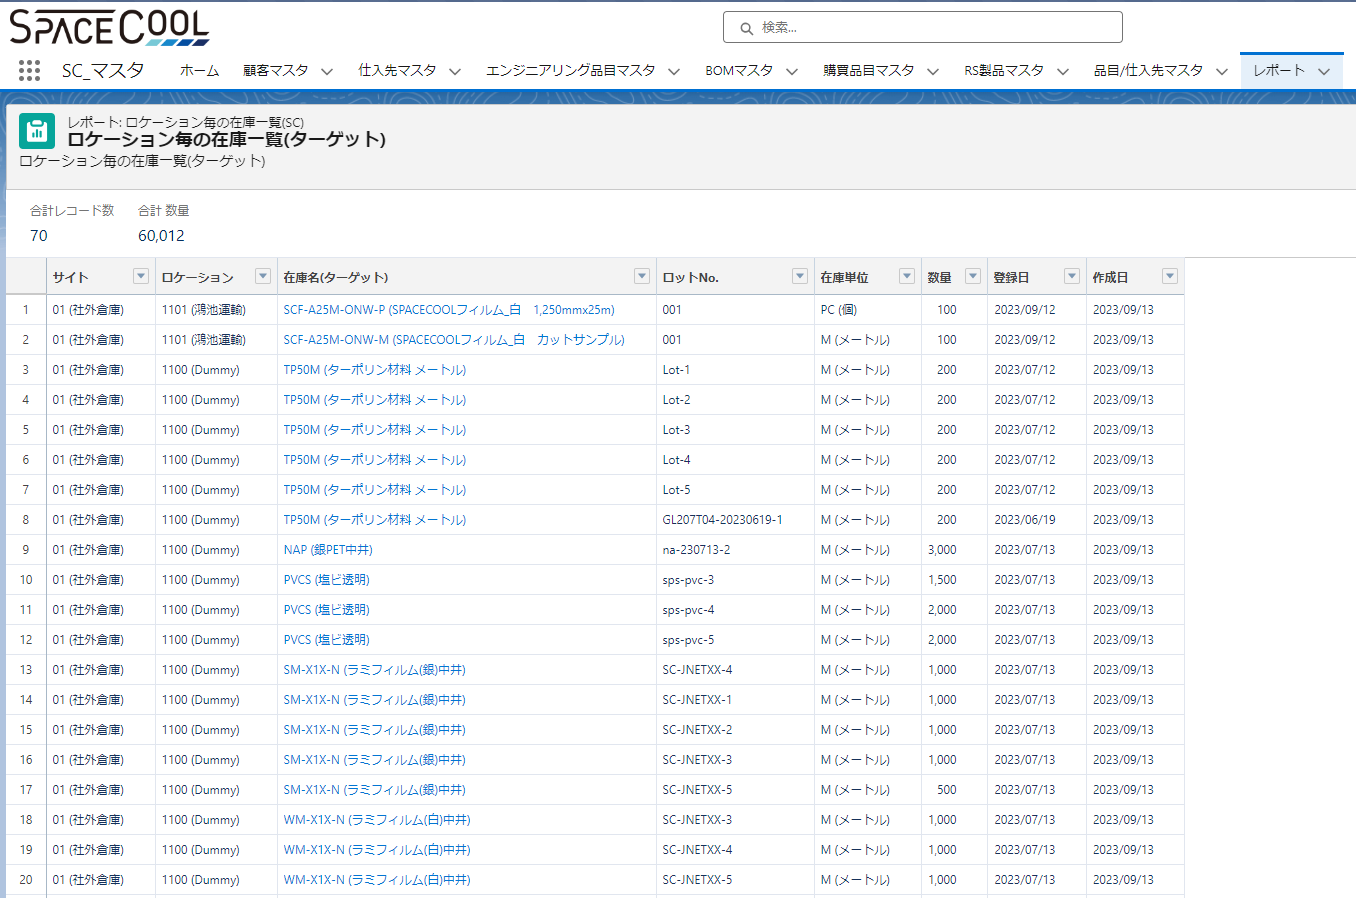 SPACECOOL
検索...
SC_マスタ ホーム 顧客マスタ 仕入先マスタ エンジニアリング品目マスタ BOMマスタ 購買品目マスタ RS製品マスタ 品目/仕入先マスタ レポート
レポート: ロケーション毎の在庫一覧(SC)
ロケーション毎の在庫一覧(ターゲット)
ロケーション毎の在庫一覧(ターゲット)
合計レコード数 合計 数量
70 60,012
サイト ロケーション 在庫名(ターゲット) ロットNo. 在庫単位 数量 登録日 作成日
1 01 (社外倉庫) 1101 (鴻池運輸) SCF-A25M-ONW-P (SPACECOOLフィルム_白 1,250mmx25m) 001 PC (個) 100 2023/09/12 2023/09/13
2 01 (社外倉庫) 1101 (鴻池運輸) SCF-A25M-ONW-M (SPACECOOLフィルム_白 カットサンプル) 001 M (メートル) 100 2023/09/12 2023/09/13
3 01 (社外倉庫) 1100 (Dummy) TP50M (ターポリン材料 メートル) Lot-1 M (メートル) 200 2023/07/12 2023/09/13
4 01 (社外倉庫) 1100 (Dummy) TP50M (ターポリン材料 メートル) Lot-2 M (メートル) 200 2023/07/12 2023/09/13
5 01 (社外倉庫) 1100 (Dummy) TP50M (ターポリン材料 メートル) Lot-3 M (メートル) 200 2023/07/12 2023/09/13
6 01 (社外倉庫) 1100 (Dummy) TP50M (ターポリン材料 メートル) Lot-4 M (メートル) 200 2023/07/12 2023/09/13
7 01 (社外倉庫) 1100 (Dummy) TP50M (ターポリン材料 メートル) Lot-5 M (メートル) 200 2023/07/12 2023/09/13
8 01 (社外倉庫) 1100 (Dummy) TP50M (ターポリン材料 メートル) GL207T04-20230619-1 M (メートル) 200 2023/06/19 2023/09/13
9 01 (社外倉庫) 1100 (Dummy) NAP (銀PET中井) na-230713-2 M (メートル) 3,000 2023/07/13 2023/09/13
10 01 (社外倉庫) 1100 (Dummy) PVCS (塩ビ透明) sps-pvc-3 M (メートル) 1,500 2023/07/13 2023/09/13
11 01 (社外倉庫) 1100 (Dummy) PVCS (塩ビ透明) sps-pvc-4 M (メートル) 2,000 2023/07/13 2023/09/13
12 01 (社外倉庫) 1100 (Dummy) PVCS (塩ビ透明) sps-pvc-5 M (メートル) 2,000 2023/07/13 2023/09/13
13 01 (社外倉庫) 1100 (Dummy) SM-X1X-N (ラミフィルム(銀)中井) SC-JNETXX-4 M (メートル) 1,000 2023/07/13 2023/09/13
14 01 (社外倉庫) 1100 (Dummy) SM-X1X-N (ラミフィルム(銀)中井) SC-JNETXX-1 M (メートル) 1,000 2023/07/13 2023/09/13
15 01 (社外倉庫) 1100 (Dummy) SM-X1X-N (ラミフィルム(銀)中井) SC-JNETXX-2 M (メートル) 1,000 2023/07/13 2023/09/13
16 01 (社外倉庫) 1100 (Dummy) SM-X1X-N (ラミフィルム(銀)中井) SC-JNETXX-3 M (メートル) 1,000 2023/07/13 2023/09/13
17 01 (社外倉庫) 1100 (Dummy) SM-X1X-N (ラミフィルム(銀)中井) SC-JNETXX-5 M (メートル) 500 2023/07/13 2023/09/13
18 01 (社外倉庫) 1100 (Dummy) WM-X1X-N (ラミフィルム(白)中井) SC-JNETXX-3 M (メートル) 1,000 2023/07/13 2023/09/13
19 01 (社外倉庫) 1100 (Dummy) WM-X1X-N (ラミフィルム(白)中井) SC-JNETXX-4 M (メートル) 1,000 2023/07/13 2023/09/13
20 01 (社外倉庫) 1100 (Dummy) WM-X1X-N (ラミフィルム(白)中井) SC-JNETXX-5 M (メートル) 1,000 2023/07/13 2023/09/13